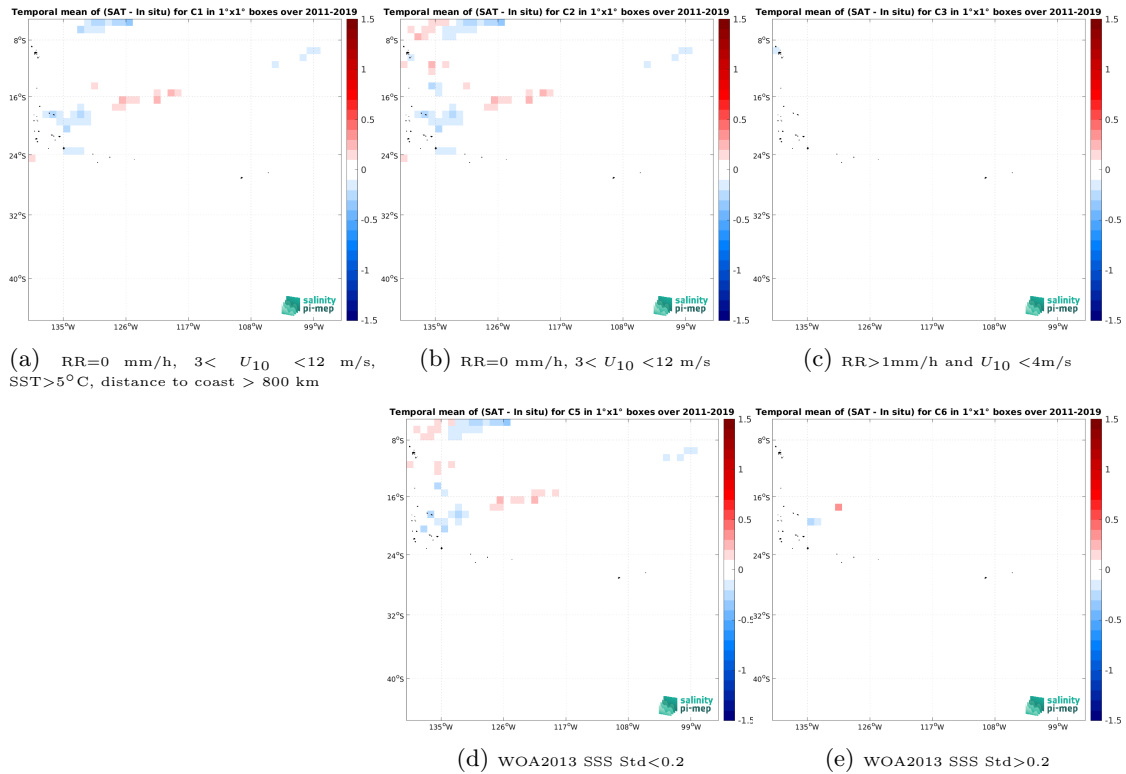 Temporal mean of (SAT - In situ) for C1 in 1°x1° boxes over 2011-2019
8°S
16°S
24°S
32°S
40°S
135°W 126°W 117°W 108°W 99°W
1.5
1
0.5
0
-0.5
-1
-1.5
salinity
pi-mep
(a) RR=0 mm/h, 3< U10 <12 m/s,
SST>5°C, distance to coast > 800 km
Temporal mean of (SAT - In situ) for C2 in 1°x1° boxes over 2011-2019
8°S
16°S
24°S
32°S
40°S
135°W 126°W 117°W 108°W 99°W
1.5
1
0.5
0
-0.5
-1
-1.5
salinity
pi-mep
(b) RR=0 mm/h, 3< U10 <12 m/s
Temporal mean of (SAT - In situ) for C3 in 1°x1° boxes over 2011-2019
8°S
16°S
24°S
32°S
40°S
135°W 126°W 117°W 108°W 99°W
1.5
1
0.5
0
-0.5
-1
-1.5
salinity
pi-mep
(c) RR>1mm/h and U10 <4m/s
Temporal mean of (SAT - In situ) for C5 in 1°x1° boxes over 2011-2019
8°S
16°S
24°S
32°S
40°S
135°W 126°W 117°W 108°W 99°W
1.5
1
0.5
0
-0.5
-1
-1.5
salinity
pi-mep
(d) WOA2013 SSS Std<0.2
Temporal mean of (SAT - In situ) for C6 in 1°x1° boxes over 2011-2019
8°S
16°S
24°S
32°S
40°S
135°W 126°W 117°W 108°W 99°W
1.5
1
0.5
0
-0.5
-1
-1.5
salinity
pi-mep
(e) WOA2013 SSS Std>0.2